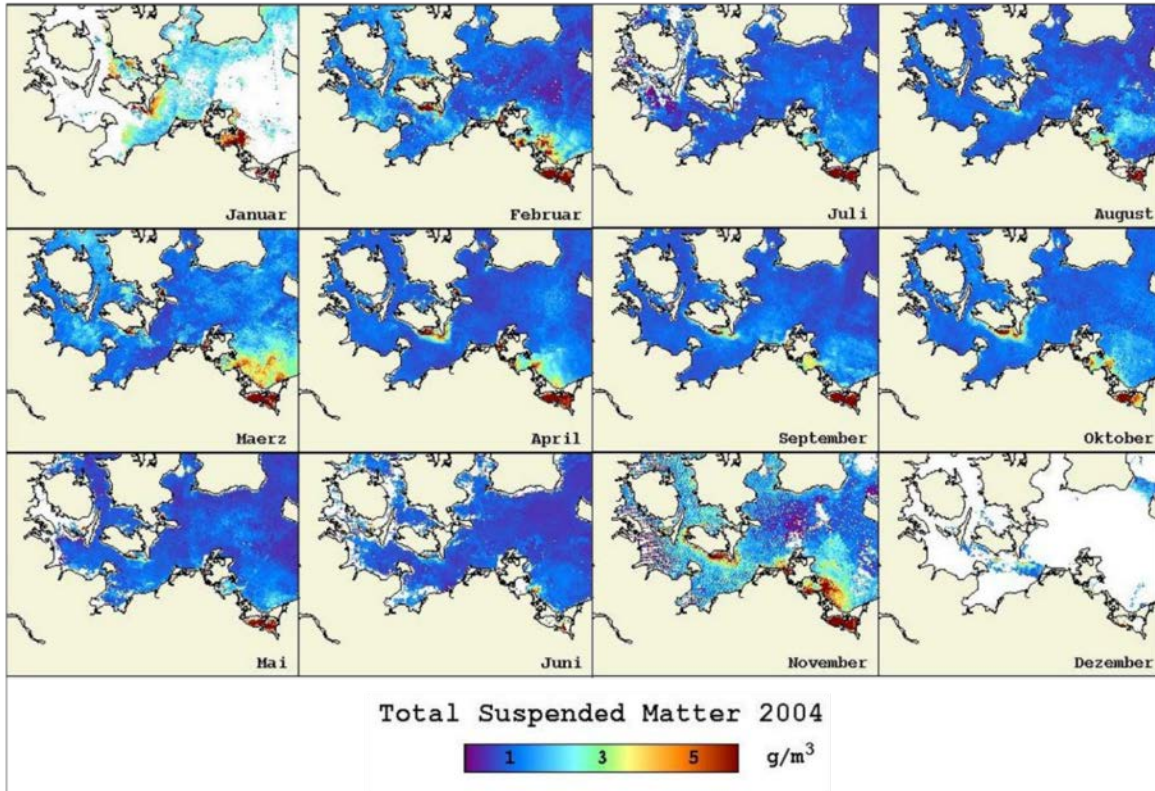 Januar
Februar
Juli
August
Maerz
April
September
Oktober
Mai
Juni
November
Dezember
Total Suspended Matter 2004
1 3 5 g/m³